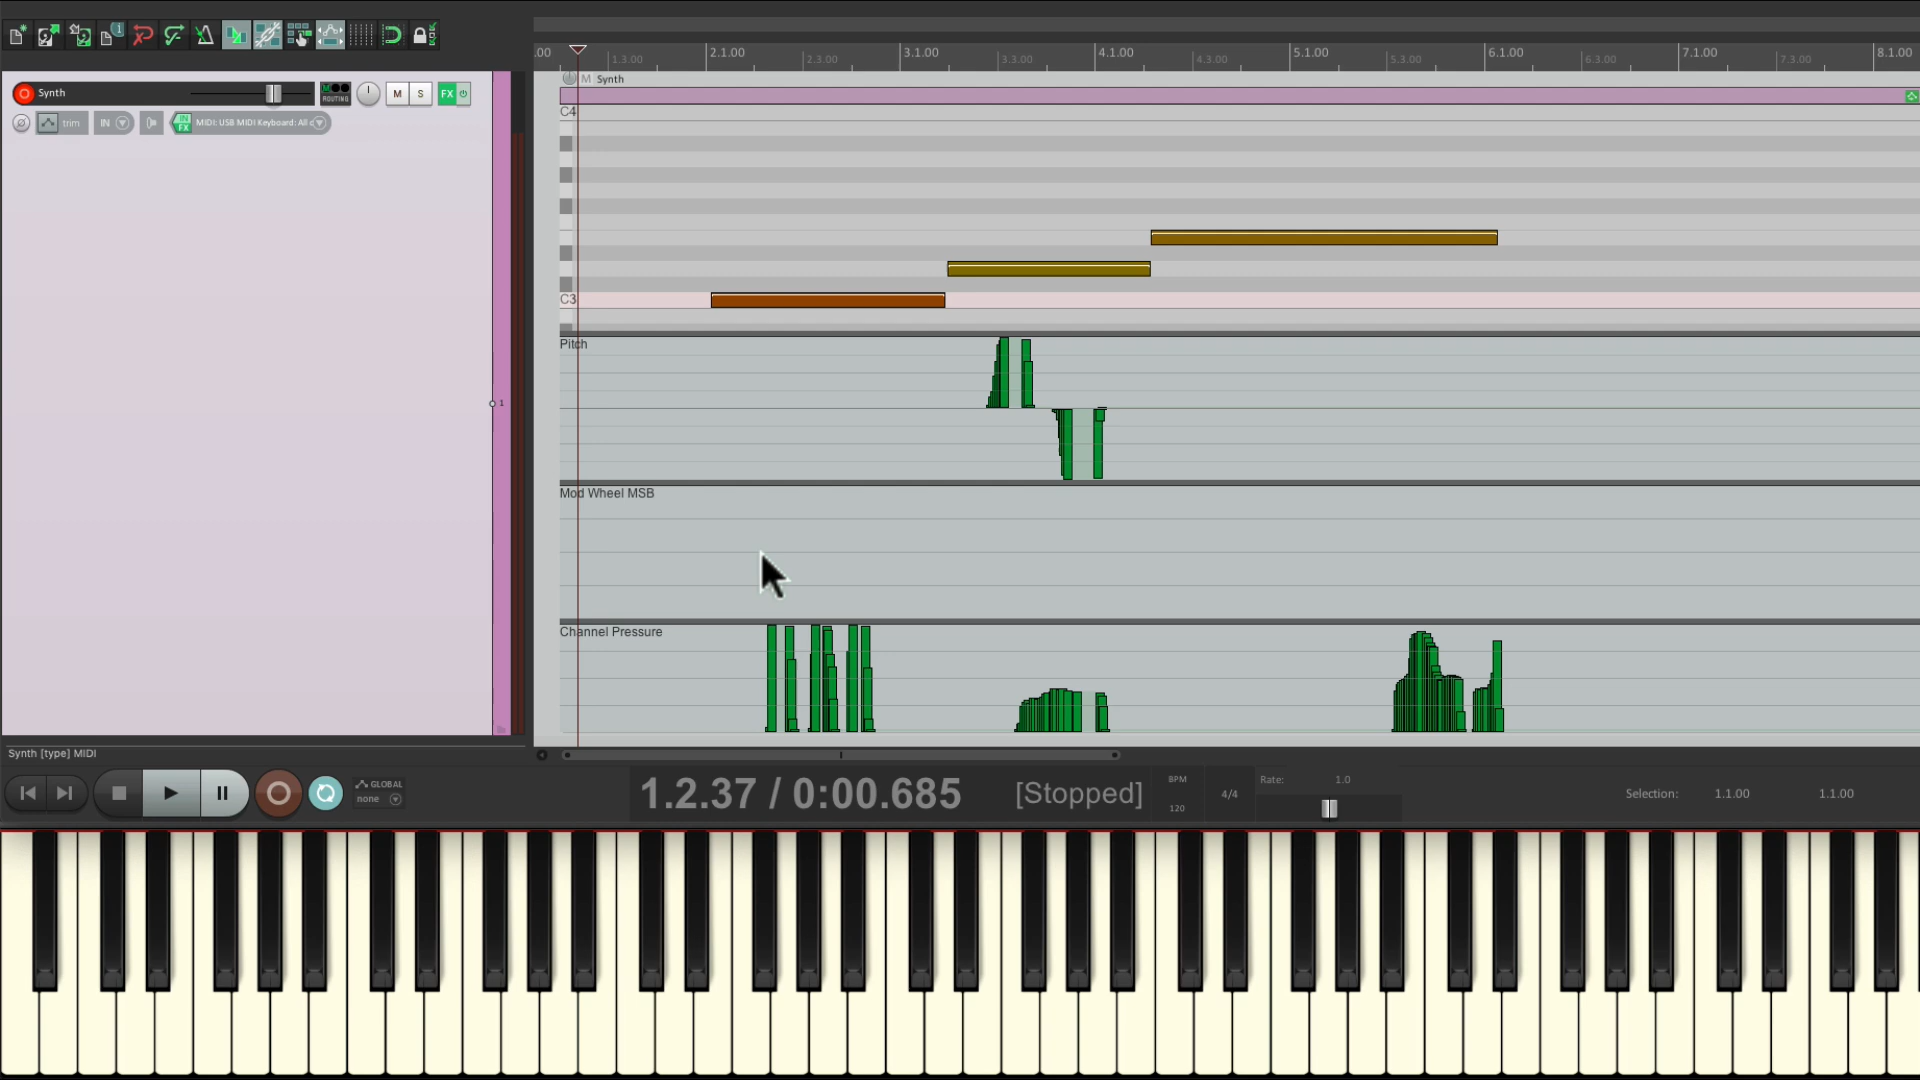 .00
1.3.00
2.1.00
2.3.00
3.1.00
3.3.00
4.1.00
4.3.00
5.1.00
5.3.00
6.1.00
6.3.00
7.1.00
7.3.00
8.1.00
M Synth
Synth
ROUTING
M
S
FX
trim
IN
IN FX
MIDI: USB MIDI Keyboard: All
C4
C3
1
Pitch
Mod Wheel MSB
Channel Pressure
Synth [type] MIDI
GLOBAL
none
1.2.37 / 0:00.685
[Stopped]
BPM
120
4/4
Rate:
1.0
Selection:
1.1.00
1.1.00